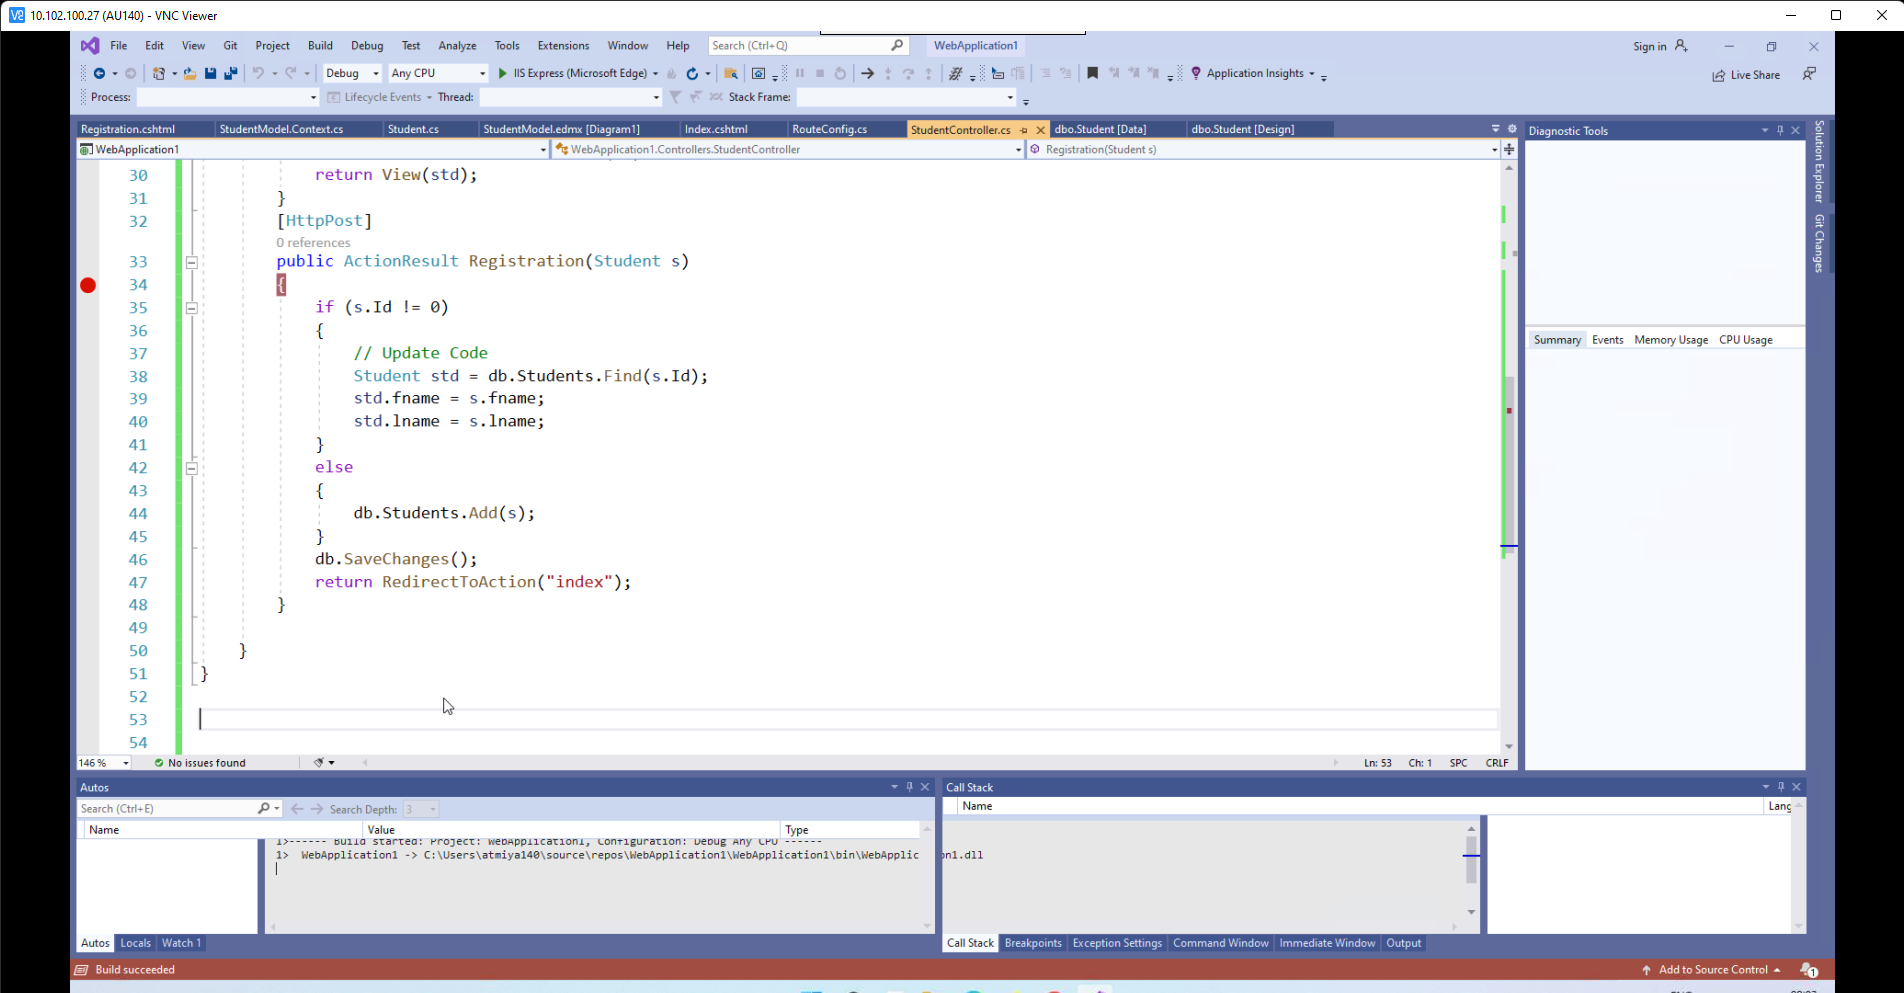 10.102.100.27 (AU140) - VNC Viewer
File Edit View Git Project Build Debug Test Analyze Tools Extensions Window Help Search (Ctrl+Q) WebApplication1 Sign in
Debug Any CPU IIS Express (Microsoft Edge) Application Insights Live Share
Process: Lifecycle Events Thread: Stack Frame:
Registration.cshtml StudentModel.Context.cs Student.cs StudentModel.edmx [Diagram1] Index.cshtml RouteConfig.cs StudentController.cs dbo.Student [Data] dbo.Student [Design]
Diagnostic Tools
Solution Explorer
Git Changes
WebApplication1 WebApplication1.Controllers.StudentController Registration(Student s)
30 return View(std);
31 }
32 [HttpPost]
0 references
33 public ActionResult Registration(Student s)
34 {
35 if (s.Id != 0)
36 {
37 // Update Code
38 Student std = db.Students.Find(s.Id);
39 std.fname = s.fname;
40 std.lname = s.lname;
41 }
42 else
43 {
44 db.Students.Add(s);
45 }
46 db.SaveChanges();
47 return RedirectToAction("index");
48 }
49
50 }
51 }
52
53
54
Summary Events Memory Usage CPU Usage
146 % No issues found Ln: 53 Ch: 1 SPC CRLF
Autos
Search (Ctrl+E) Search Depth: 3
Name Value Type
1>------ Build started: Project: WebApplication1, Configuration: Debug Any CPU ------
1> WebApplication1 -> C:\Users\atmiya140\source\repos\WebApplication1\WebApplication1\bin\WebApplic
on1.dll
Autos Locals Watch 1
Call Stack
Name Lang
Call Stack Breakpoints Exception Settings Command Window Immediate Window Output
Build succeeded Add to Source Control 1